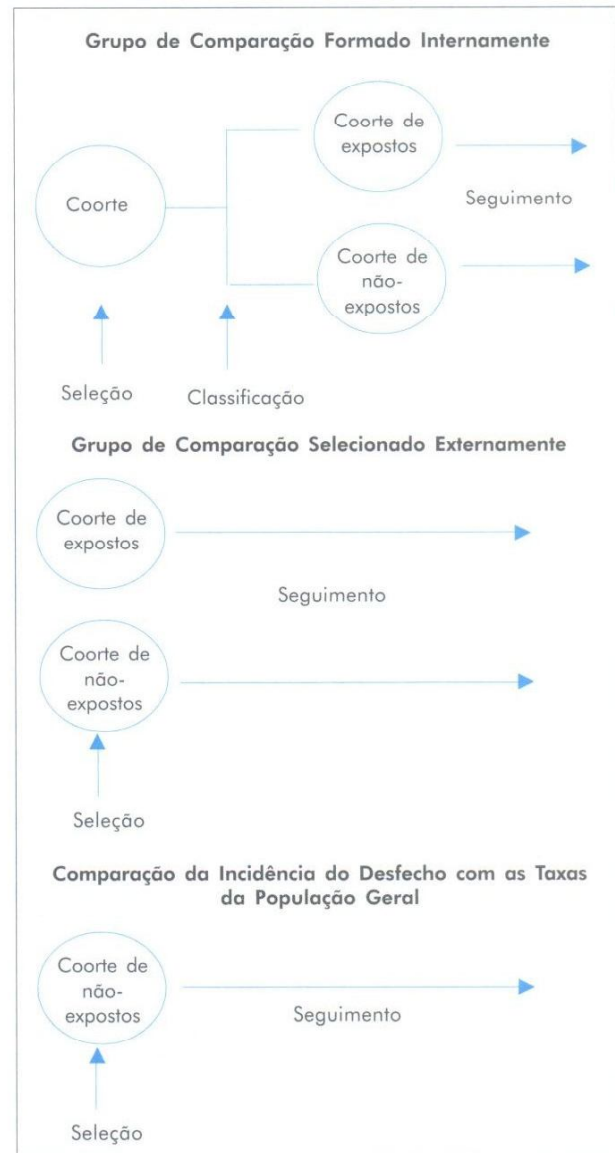 Grupo de Comparação Formado Internamente
Coorte de
expostos
Coorte
Seguimento
Coorte de
não-
expostos
Seleção
Classificação
Grupo de Comparação Selecionado Externamente
Coorte de
expostos
Seguimento
Coorte de
não-
expostos
Seleção
Comparação da Incidência do Desfecho com as Taxas
da População Geral
Coorte de
não-
expostos
Seguimento
Seleção